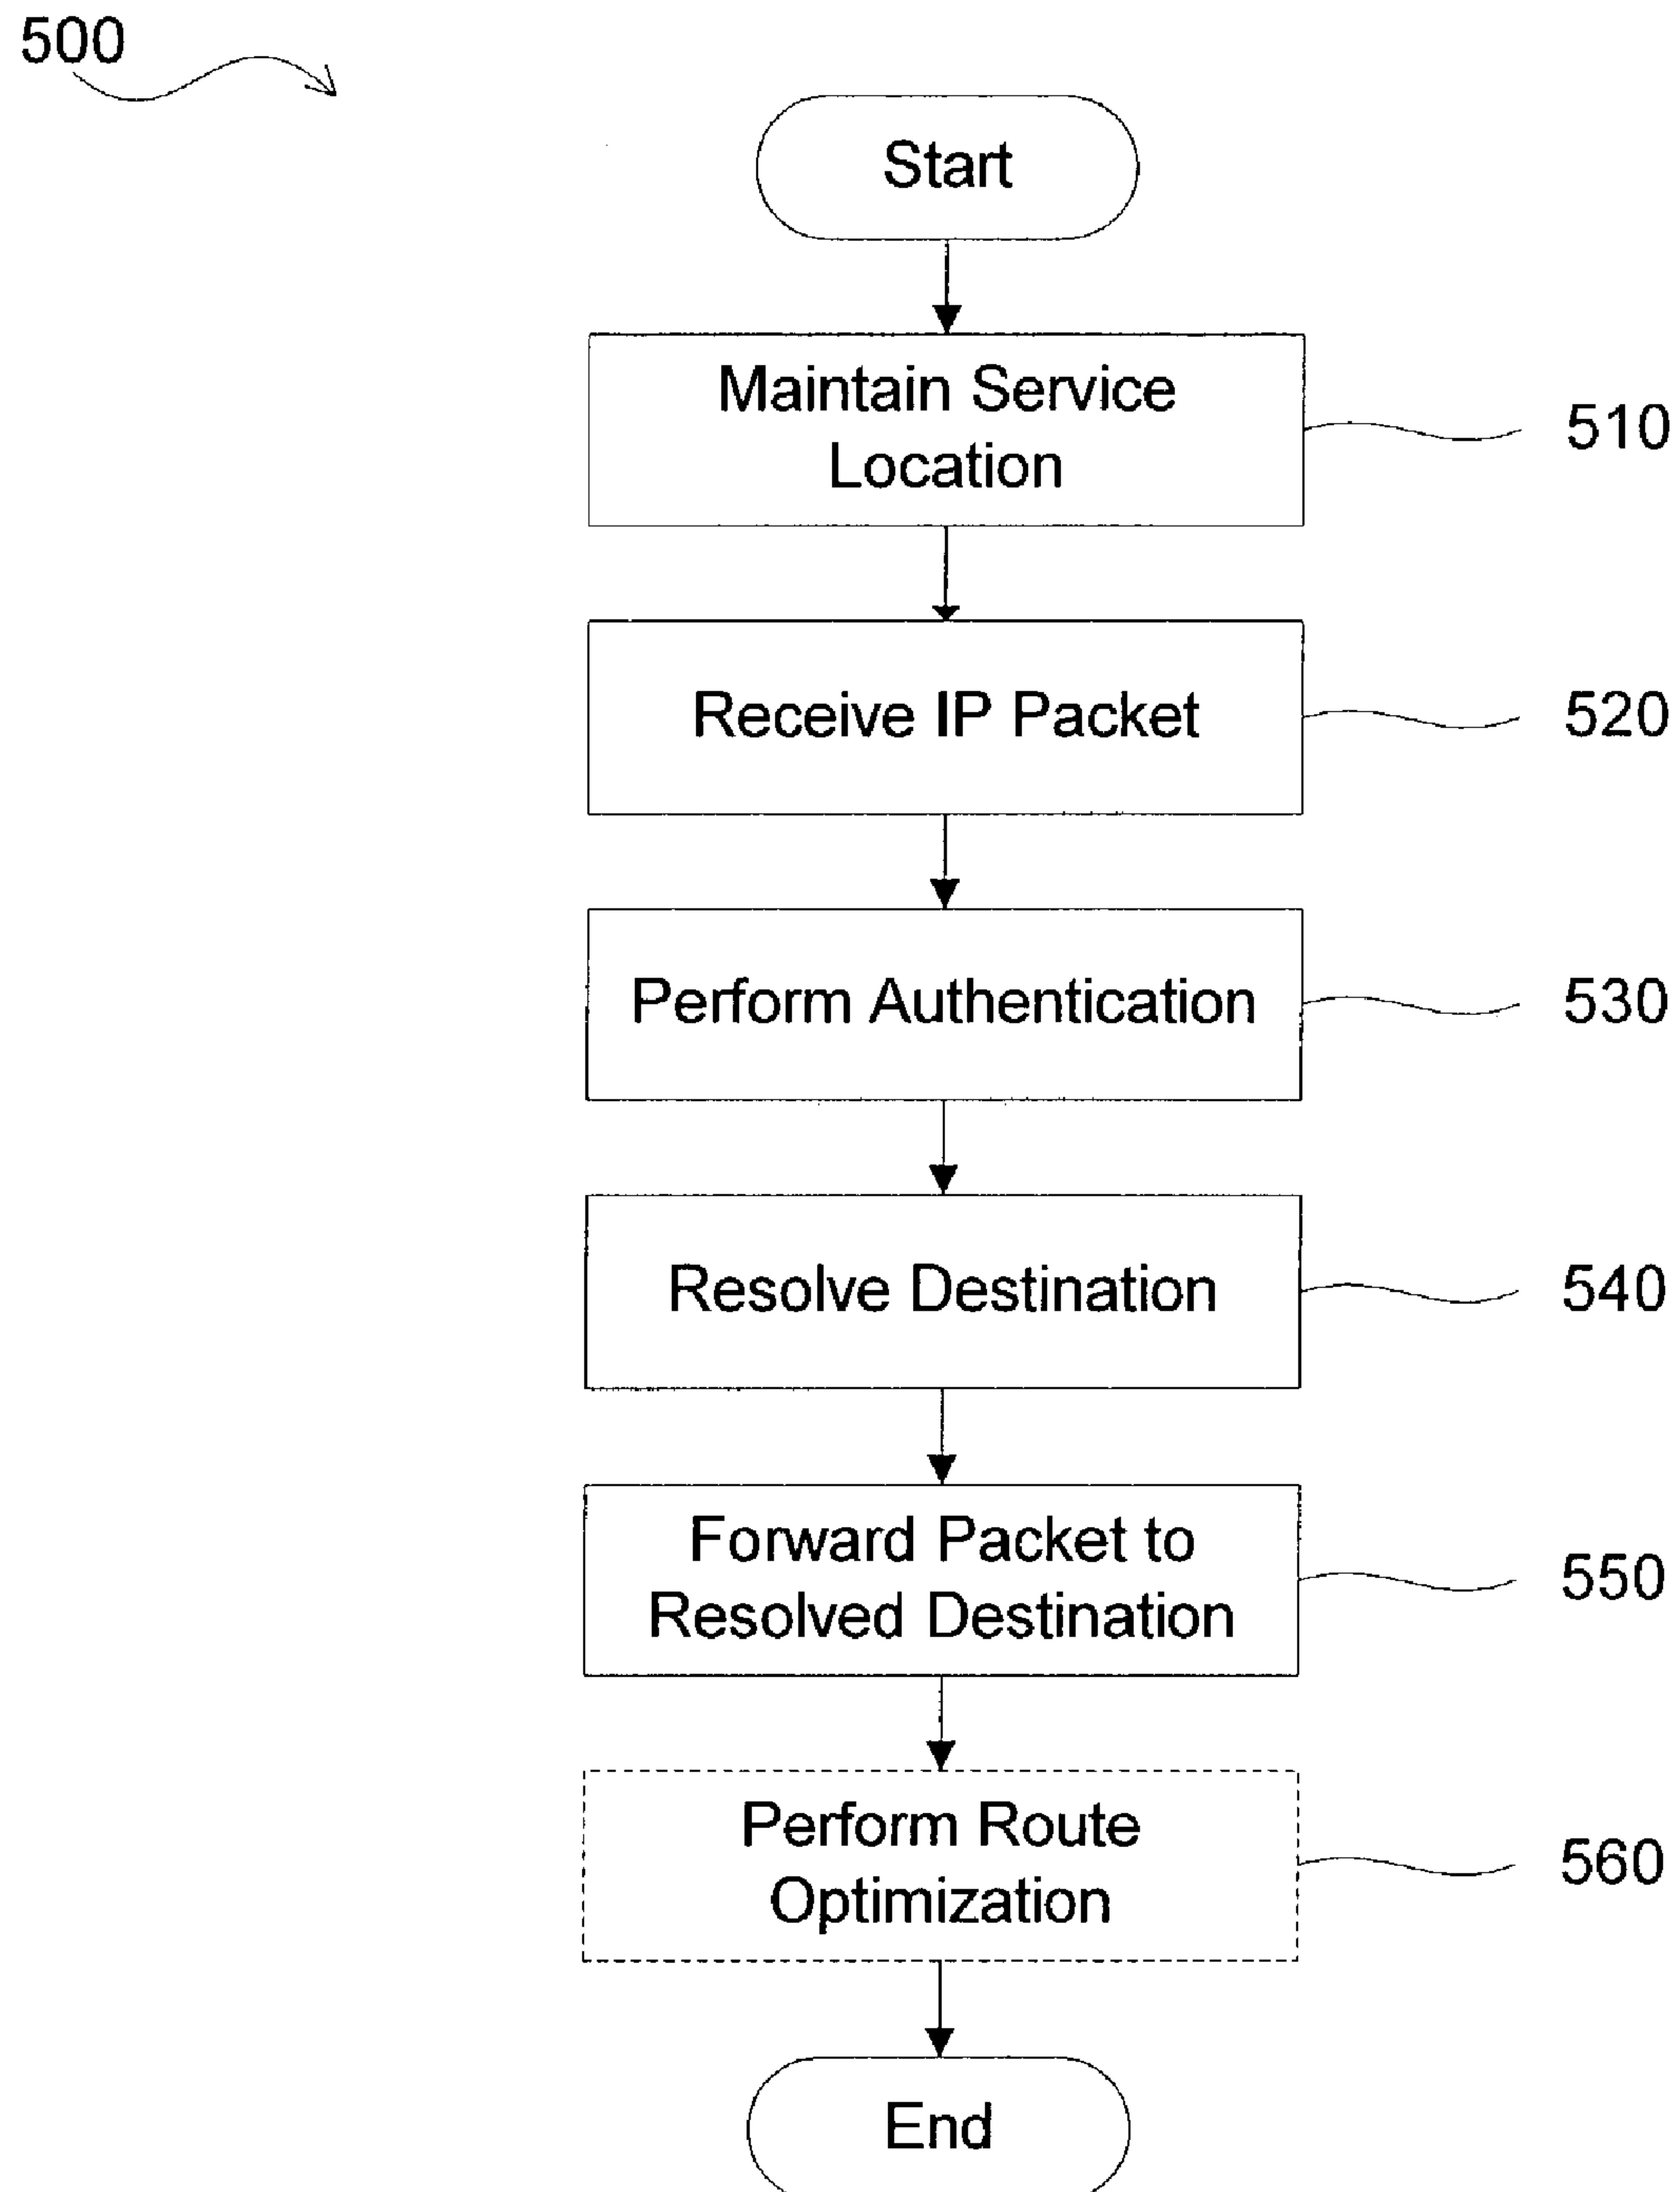 500
Start
Maintain Service
Location
510
Receive IP Packet
520
Perform Authentication
530
Resolve Destination
540
Forward Packet to
Resolved Destination
550
Perform Route
Optimization
560
End